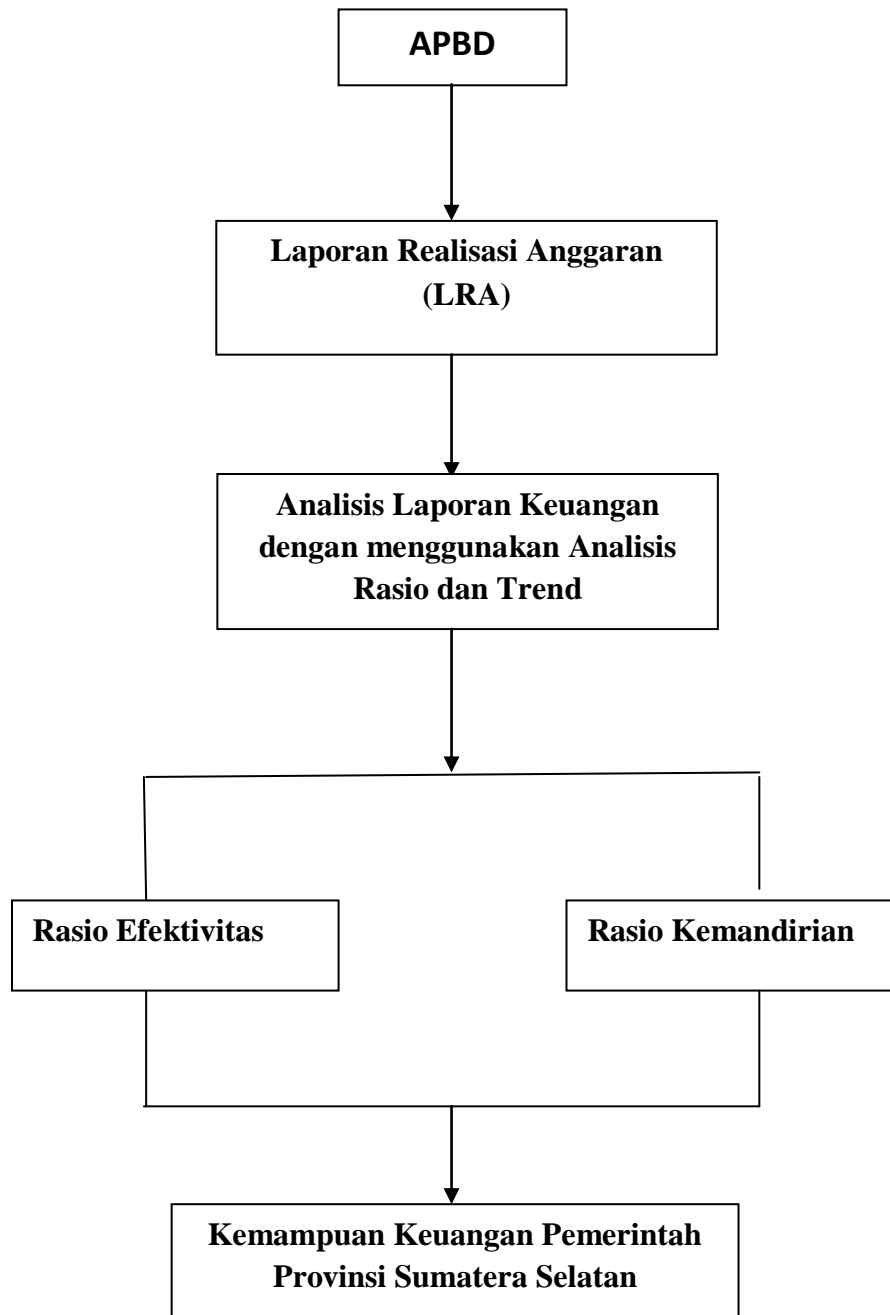 APBD
Laporan Realisasi Anggaran
(LRA)
Analisis Laporan Keuangan
dengan menggunakan Analisis
Rasio dan Trend
Rasio Efektivitas
Rasio Kemandirian
Kemampuan Keuangan Pemerintah
Provinsi Sumatera Selatan